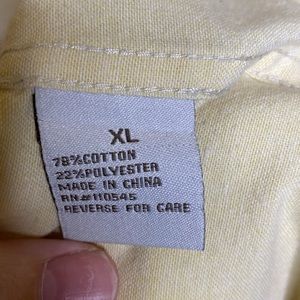 XL
78%COTTON
22%POLYESTER
MADE IN CHINA
RN#110545
REVERSE FOR CARE